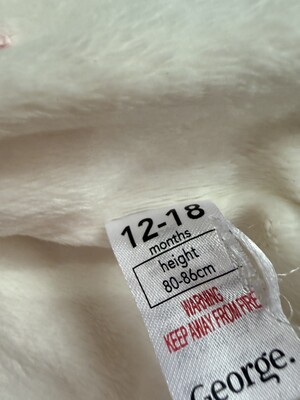 12-18
months
height
80-86cm
WARNING
KEEP AWAY FROM FIRE
George.